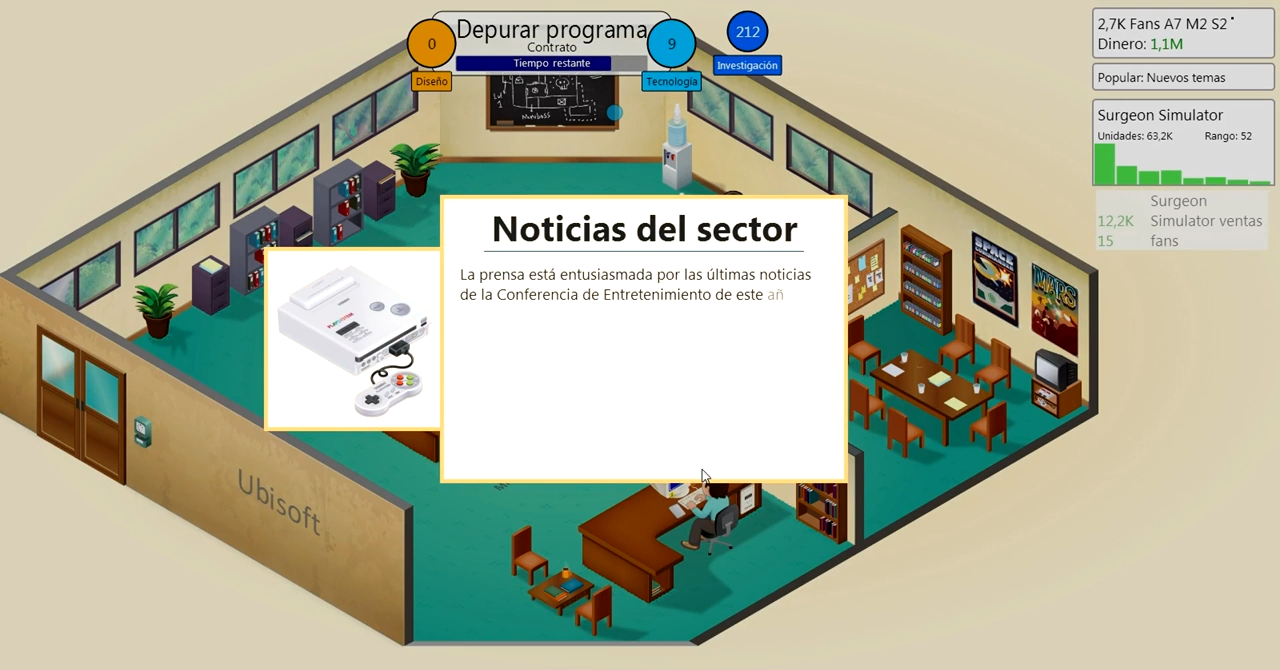 Depurar programa
Contrato
Tiempo restante
0
Diseño
9
Tecnología
212
Investigación
2,7K Fans A7 M2 S2
Dinero: 1,1M
Popular: Nuevos temas
Surgeon Simulator
Unidades: 63,2K Rango: 52
12,2K Surgeon Simulator ventas
15 fans
Noticias del sector
La prensa está entusiasmada por las últimas noticias
de la Conferencia de Entretenimiento de este añ
SPACE
MARS
Ubisoft